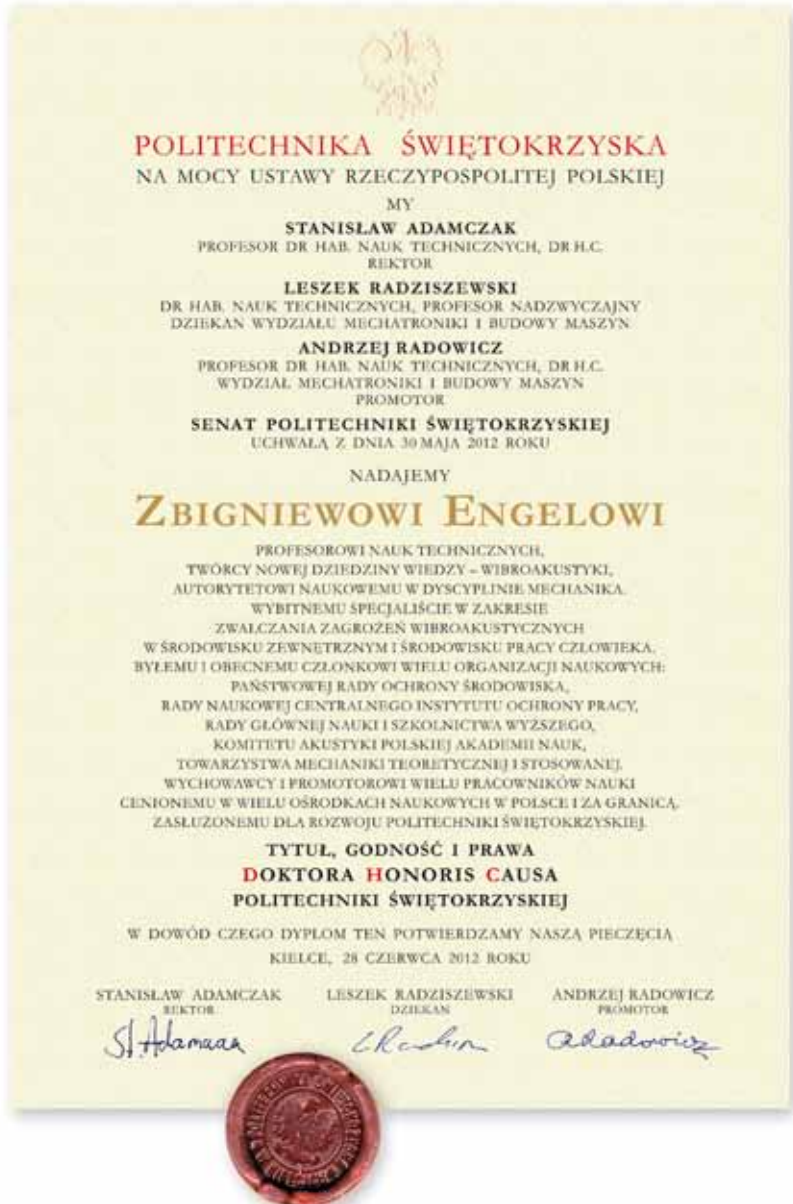 POLITECHNIKA ŚWIĘTOKRZYSKA
NA MOCY USTAWY RZECZYPOSPOLITEJ POLSKIEJ
MY
STANISŁAW ADAMCZAK
PROFESOR DR HAB. NAUK TECHNICZNYCH, DR H.C.
REKTOR
LESZEK RADZISZEWSKI
DR HAB. NAUK TECHNICZNYCH, PROFESOR NADZWYCZAJNY
DZIEKAN WYDZIAŁU MECHATRONIKI I BUDOWY MASZYN
ANDRZEJ RADOWICZ
PROFESOR DR HAB. NAUK TECHNICZNYCH, DR H.C.
WYDZIAŁ MECHATRONIKI I BUDOWY MASZYN
PROMOTOR
SENAT POLITECHNIKI ŚWIĘTOKRZYSKIEJ
UCHWAŁĄ Z DNIA 30 MAJA 2012 ROKU
NADAJEMY
ZBIGNIEWOWI ENGELOWI
PROFESOROWI NAUK TECHNICZNYCH,
TWÓRCY NOWEJ DZIEDZINY WIEDZY – WIBROAKUSTYKI,
AUTORYTETOWI NAUKOWEMU W DYSCYPLINIE MECHANIKA.
WYBITNEMU SPECJALIŚCIE W ZAKRESIE
ZWALCZANIA ZAGROŻEŃ WIBROAKUSTYCZNYCH
W ŚRODOWISKU ZEWNĘTRZNYM I ŚRODOWISKU PRACY CZŁOWIEKA.
BYŁEMU I OBECNEMU CZŁONKOWI WIELU ORGANIZACJI NAUKOWYCH:
PAŃSTWOWEJ RADY OCHRONY ŚRODOWISKA,
RADY NAUKOWEJ CENTRALNEGO INSTYTUTU OCHRONY PRACY,
RADY GŁÓWNEJ NAUKI I SZKOLNICTWA WYŻSZEGO,
KOMITETU AKUSTYKI POLSKIEJ AKADEMII NAUK,
TOWARZYSTWA MECHANIKI TEORETYCZNEJ I STOSOWANEJ.
WYCHOWAWCY I PROMOTOROWI WIELU PRACOWNIKÓW NAUKI
CENIONEMU W WIELU OŚRODKACH NAUKOWYCH W POLSCE I ZA GRANICĄ.
ZASŁUŻONEMU DLA ROZWOJU POLITECHNIKI ŚWIĘTOKRZYSKIEJ.
TYTUŁ, GODNOŚĆ I PRAWA
DOKTORA HONORIS CAUSA
POLITECHNIKI ŚWIĘTOKRZYSKIEJ
W DOWÓD CZEGO DYPLOM TEN POTWIERDZAMY NASZĄ PIECZĘCIĄ
KIELCE, 28 CZERWCA 2012 ROKU
STANISŁAW ADAMCZAK LESZEK RADZISZEWSKI ANDRZEJ RADOWICZ
REKTOR DZIEKAN PROMOTOR